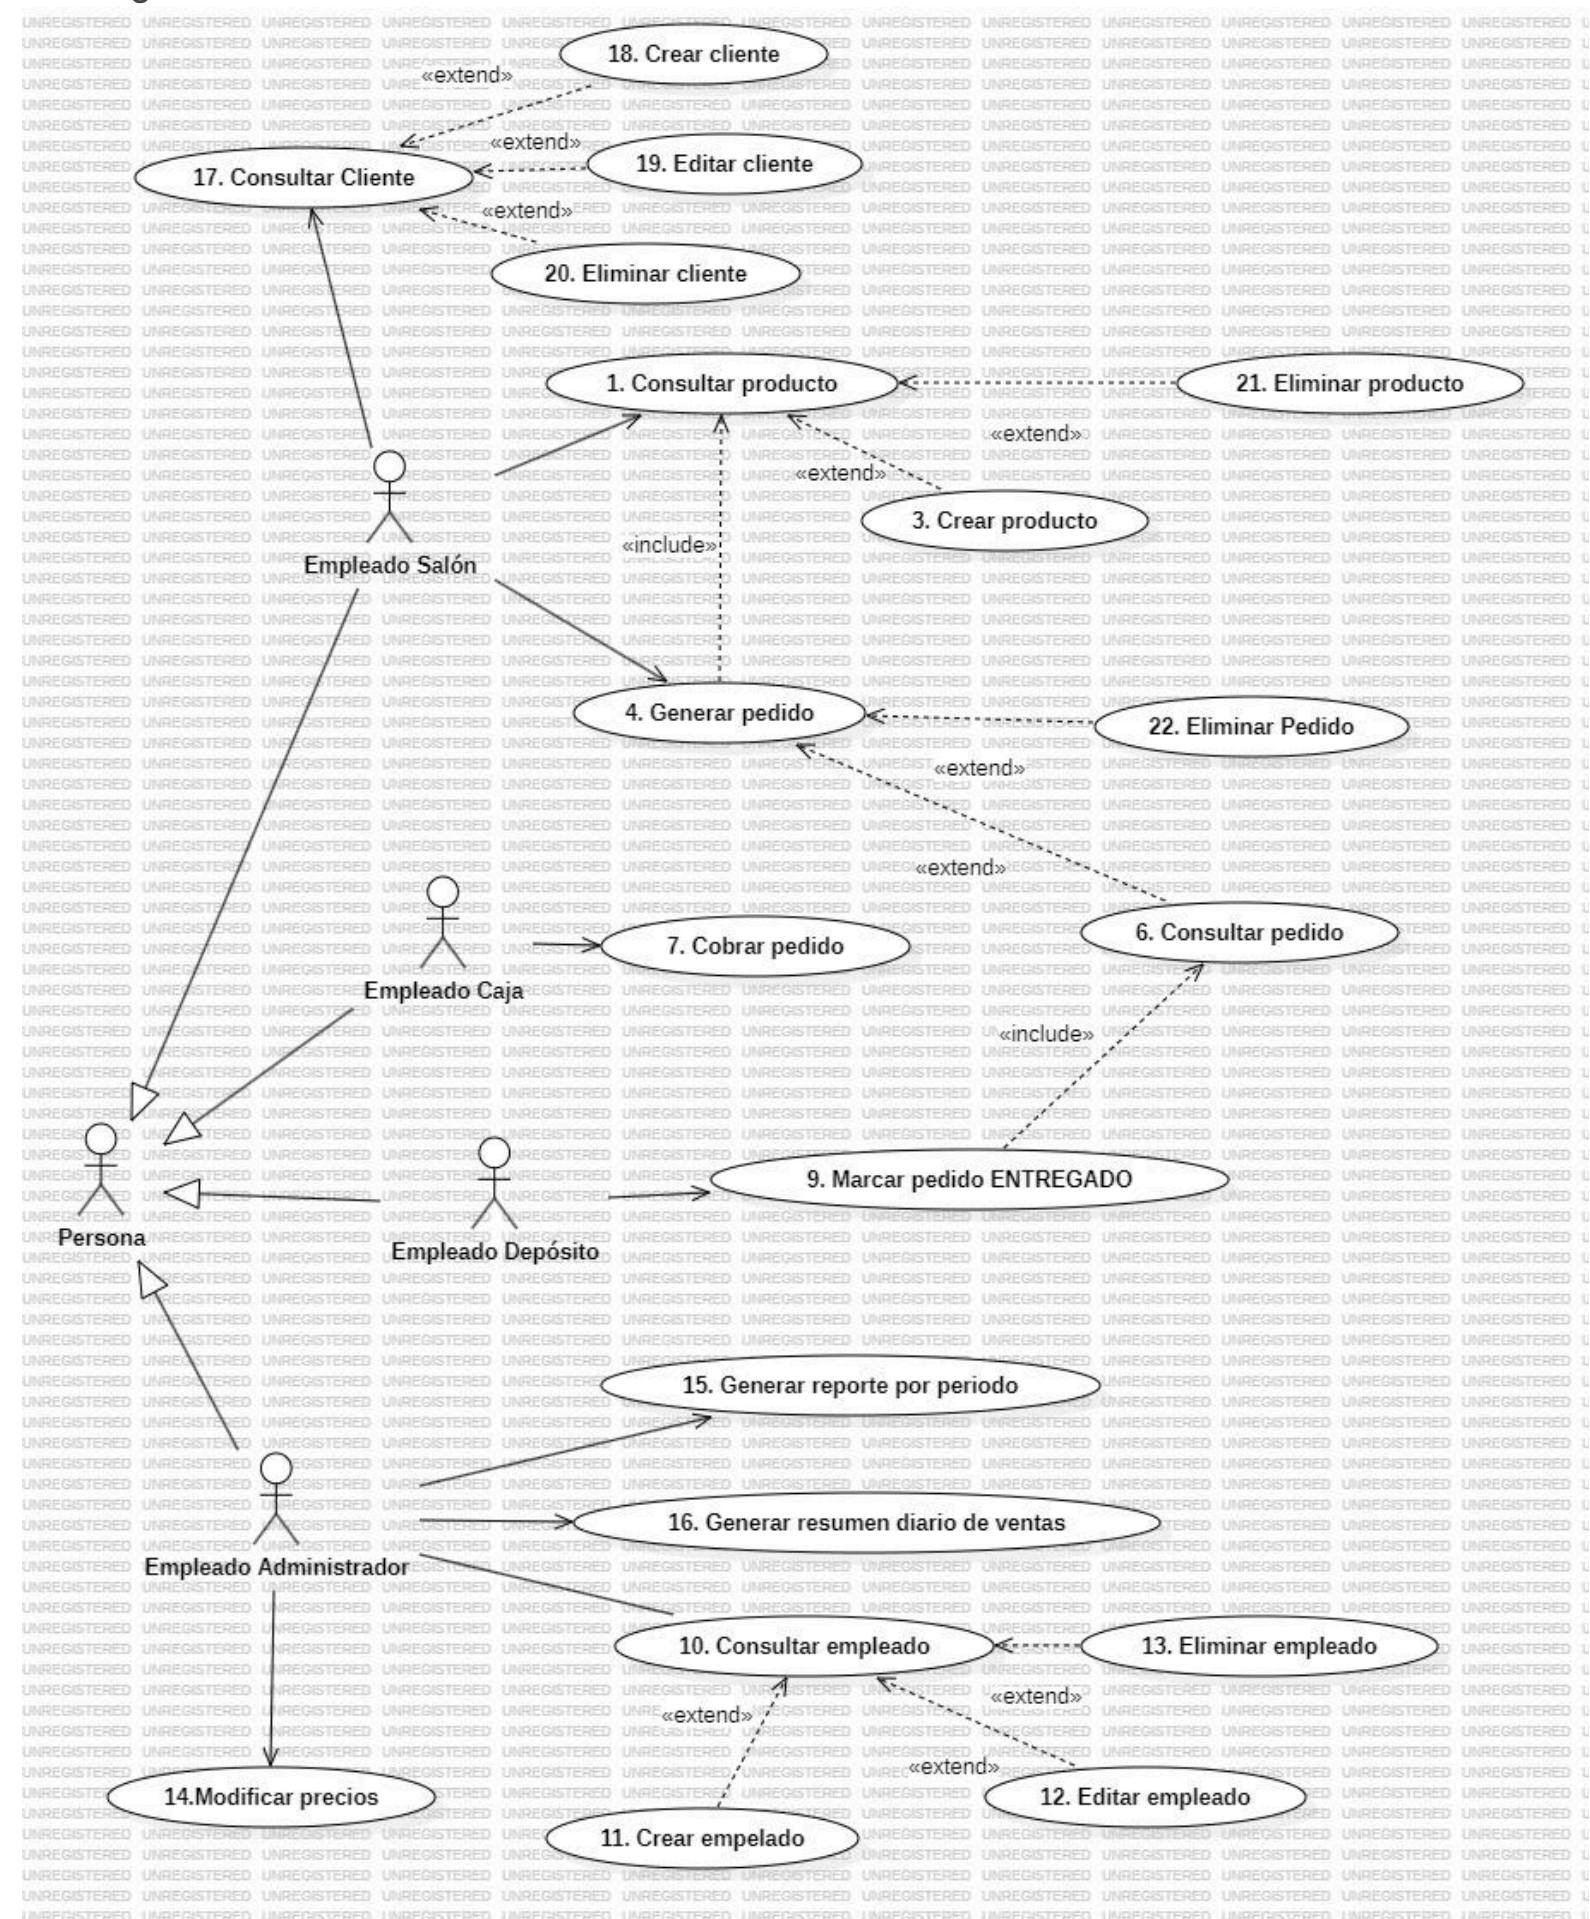 18. Crear cliente
«extend»
«extend»
19. Editar cliente
17. Consultar Cliente
«extend»
20. Eliminar cliente
1. Consultar producto
21. Eliminar producto
«extend»
«extend»
3. Crear producto
«include»
Empleado Salón
4. Generar pedido
22. Eliminar Pedido
«extend»
«extend»
7. Cobrar pedido
6. Consultar pedido
Empleado Caja
«include»
9. Marcar pedido ENTREGADO
Persona
Empleado Depósito
15. Generar reporte por periodo
16. Generar resumen diario de ventas
Empleado Administrador
10. Consultar empleado
13. Eliminar empleado
«extend»
«extend»
«extend»
14.Modificar precios
12. Editar empleado
11. Crear empelado
UNREGISTERED